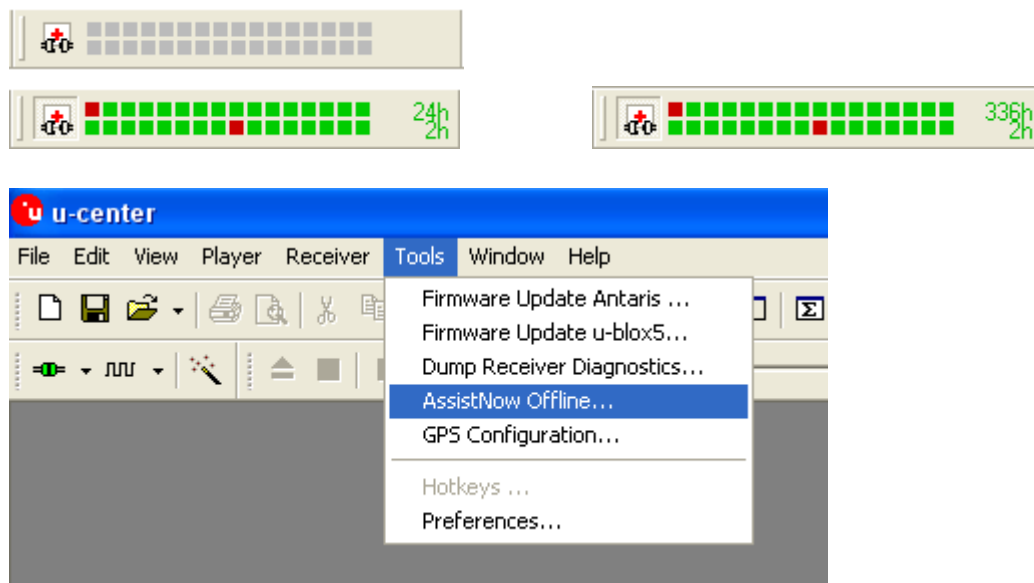 24h
2h
336h
2h
u-center
File Edit View Player Receiver Tools Window Help
Firmware Update Antaris ...
Firmware Update u-blox5...
Dump Receiver Diagnostics...
AssistNow Offline...
GPS Configuration...
Hotkeys ...
Preferences...